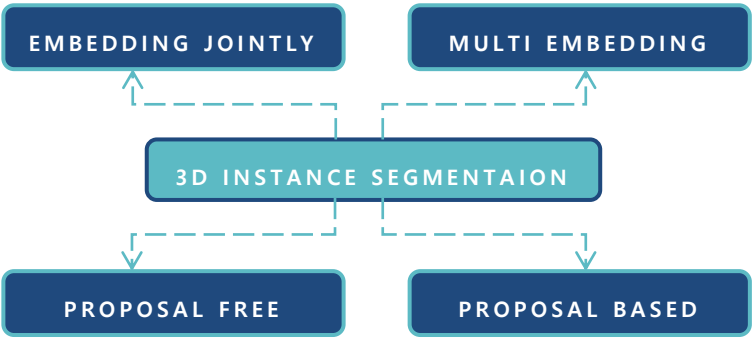 EMBEDDING JOINTLY
MULTI EMBEDDING
3D INSTANCE SEGMENTAION
PROPOSAL FREE
PROPOSAL BASED